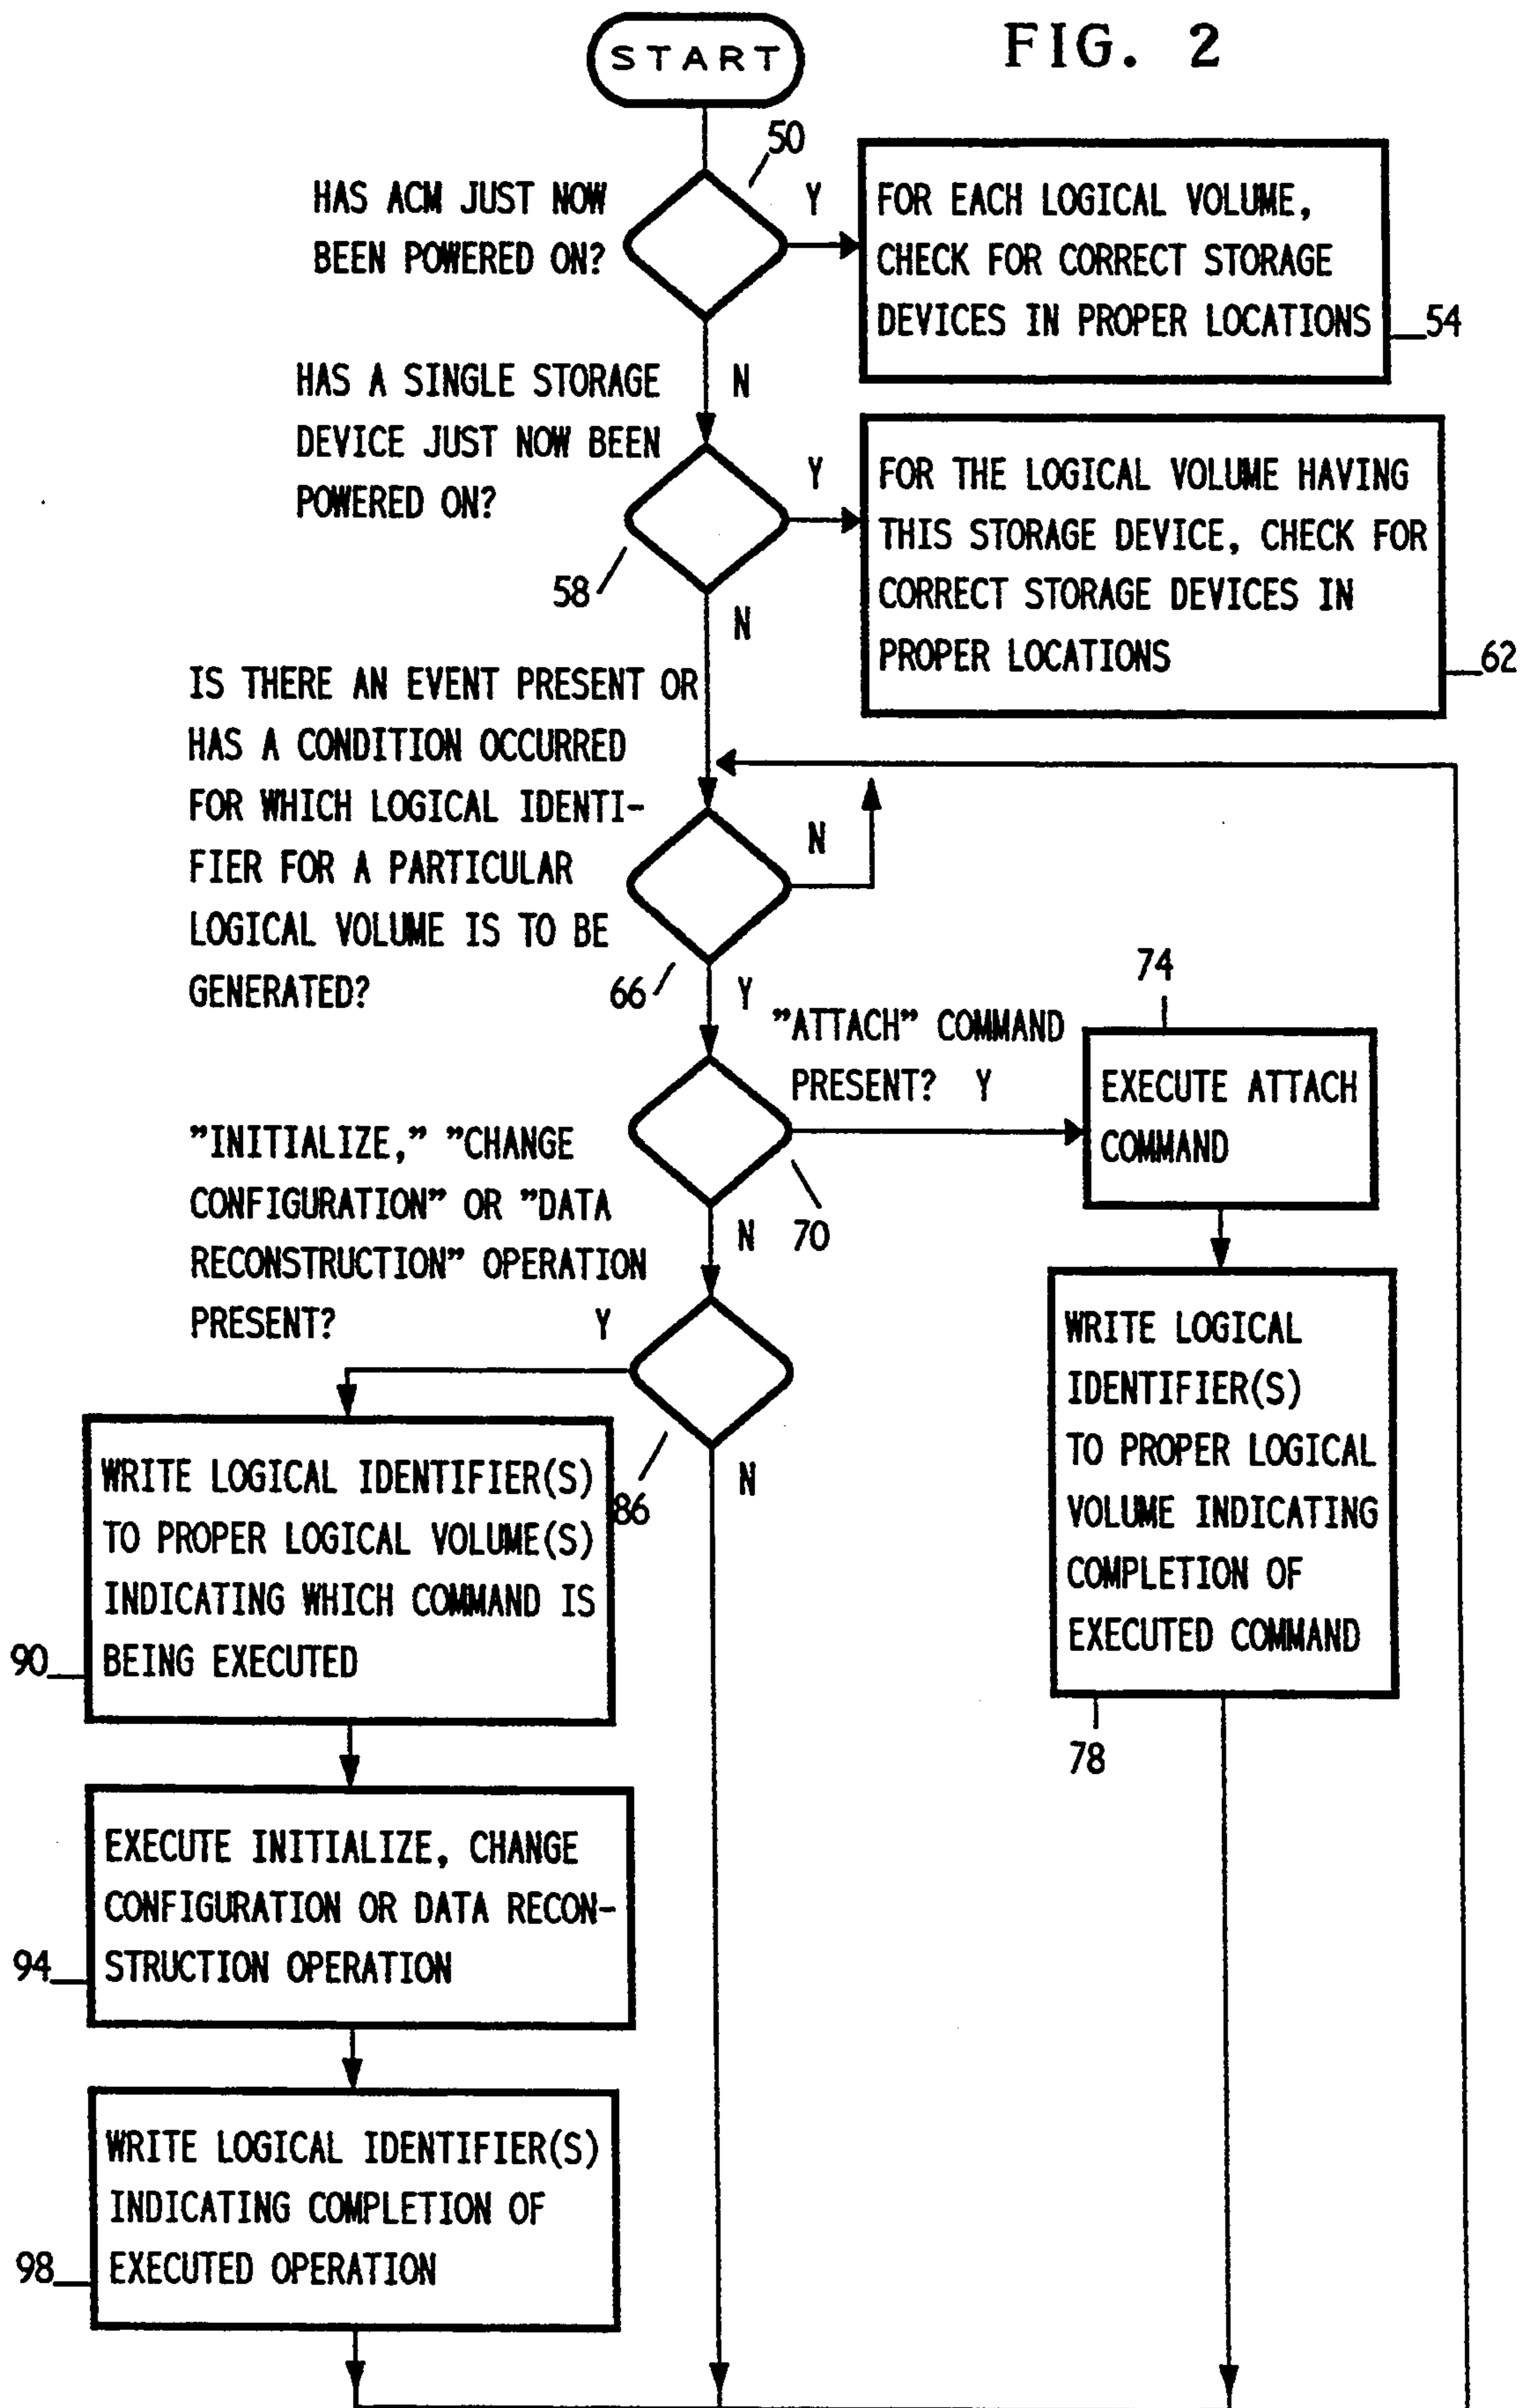 FIG. 2
START
50
HAS ACM JUST NOW
BEEN POWERED ON?
Y
FOR EACH LOGICAL VOLUME,
CHECK FOR CORRECT STORAGE
DEVICES IN PROPER LOCATIONS
54
N
HAS A SINGLE STORAGE
DEVICE JUST NOW BEEN
POWERED ON?
58
Y
FOR THE LOGICAL VOLUME HAVING
THIS STORAGE DEVICE, CHECK FOR
CORRECT STORAGE DEVICES IN
PROPER LOCATIONS
62
N
IS THERE AN EVENT PRESENT OR
HAS A CONDITION OCCURRED
FOR WHICH LOGICAL IDENTI-
FIER FOR A PARTICULAR
LOGICAL VOLUME IS TO BE
GENERATED?
N
66
Y
"ATTACH" COMMAND
PRESENT? Y
70
74
EXECUTE ATTACH
COMMAND
N
"INITIALIZE," "CHANGE
CONFIGURATION" OR "DATA
RECONSTRUCTION" OPERATION
PRESENT? Y
86
N
WRITE LOGICAL
IDENTIFIER(S)
TO PROPER LOGICAL
VOLUME INDICATING
COMPLETION OF
EXECUTED COMMAND
78
WRITE LOGICAL IDENTIFIER(S)
TO PROPER LOGICAL VOLUME(S)
INDICATING WHICH COMMAND IS
BEING EXECUTED
90
EXECUTE INITIALIZE, CHANGE
CONFIGURATION OR DATA RECON-
STRUCTION OPERATION
94
WRITE LOGICAL IDENTIFIER(S)
INDICATING COMPLETION OF
EXECUTED OPERATION
98